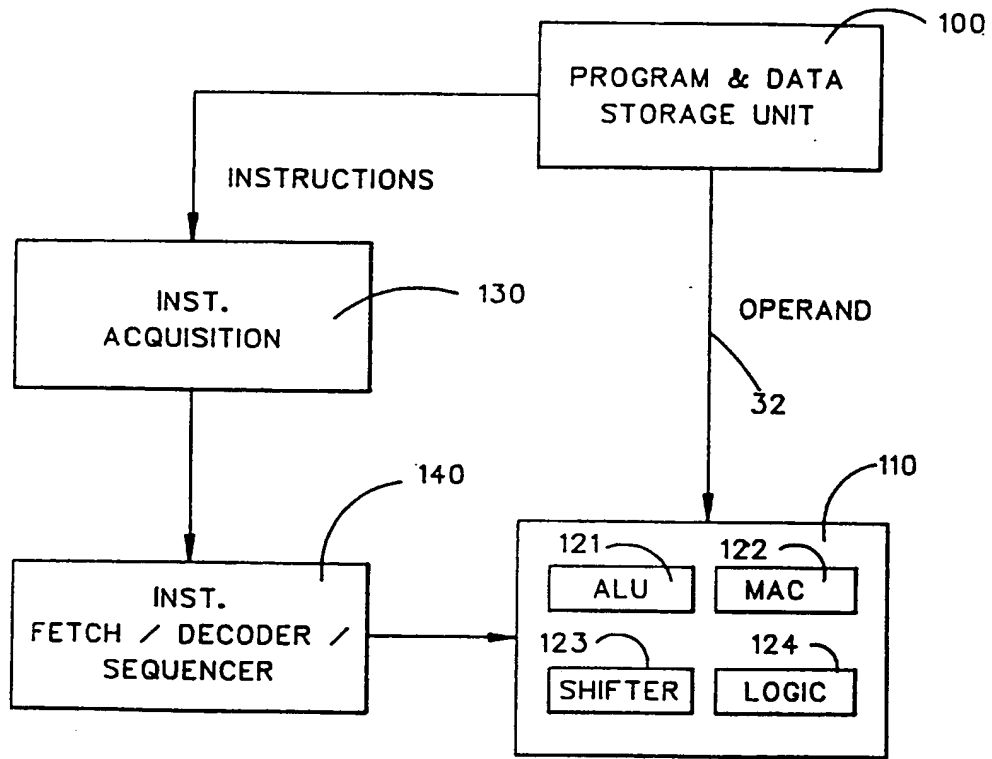 100
PROGRAM & DATA
STORAGE UNIT
INSTRUCTIONS
INST.
ACQUISITION
130
OPERAND
32
140
110
INST.
FETCH / DECODER /
SEQUENCER
121
ALU
122
MAC
123
SHIFTER
124
LOGIC